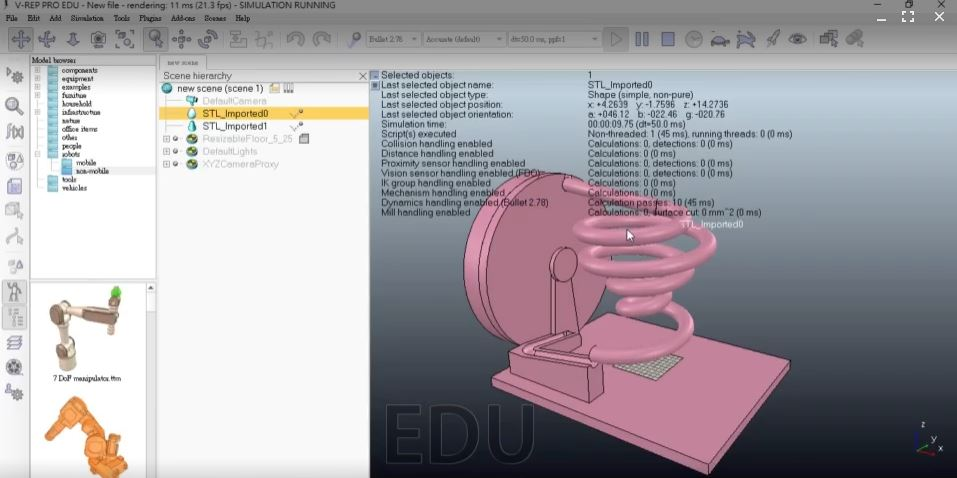 V-REP PRO EDU - New file - rendering: 11 ms (21.3 fps) - SIMULATION RUNNING
File Edit Add Simulation Tools Plugins Add-ons Scenes Help
Bullet 2.78 Accurate (default) dt=50.0 ms, ppf=1
Model browser
components
equipment
examples
furniture
household
infrastructure
nature
office items
other
people
robots
mobile
non-mobile
tools
vehicles
7 DoF manipulator.ttm
new scene
Scene hierarchy
new scene (scene 1)
DefaultCamera
STL_Imported0
STL_Imported1
ResizableFloor_5_25
DefaultLights
XYZCameraProxy
Selected objects: 1
Last selected object name: STL_Imported0
Last selected object type: Shape (simple, non-pure)
Last selected object position: x: +4.2639 y: -1.7596 z: +14.2736
Last selected object orientation: a: +046.12 b: -022.46 g: -020.76
Simulation time: 00:00:09.75 (dt=50.0 ms)
Script(s) executed Non-threaded: 1 (45 ms), running threads: 0 (0 ms)
Collision handling enabled Calculations: 0, detections: 0 (0 ms)
Distance handling enabled Calculations: 0 (0 ms)
Proximity sensor handling enabled Calculations: 0, detections: 0 (0 ms)
Vision sensor handling enabled (FBO) Calculations: 0, detections: 0 (0 ms)
IK group handling enabled Calculations: 0 (0 ms)
Mechanism handling enabled Calculations: 0 (0 ms)
Dynamics handling enabled (Bullet 2.78) Calculation passes: 10 (45 ms)
Mill handling enabled Calculations: 0, surface cut: 0 mm^2 (0 ms)
STL_Imported0
EDU
z
y
x